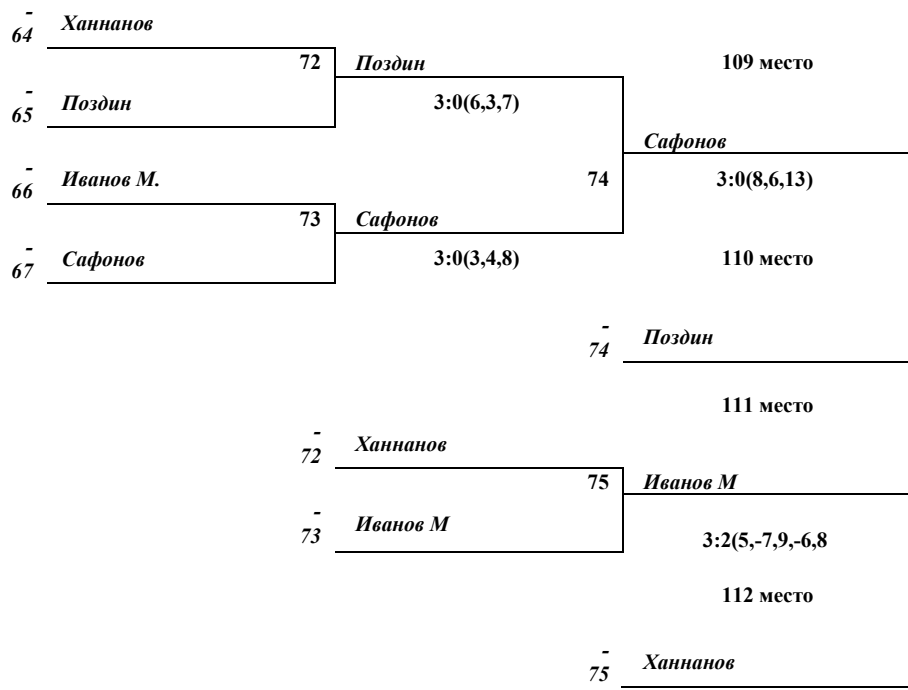 -
64 Ханнанов
72 Поздин 109 место
-
65 Поздин 3:0(6,3,7)
Сафонов
-
66 Иванов М. 74 3:0(8,6,13)
73 Сафонов
-
67 Сафонов 3:0(3,4,8) 110 место
-
74 Поздин
111 место
-
72 Ханнанов
75 Иванов М
-
73 Иванов М 3:2(5,-7,9,-6,8
112 место
-
75 Ханнанов